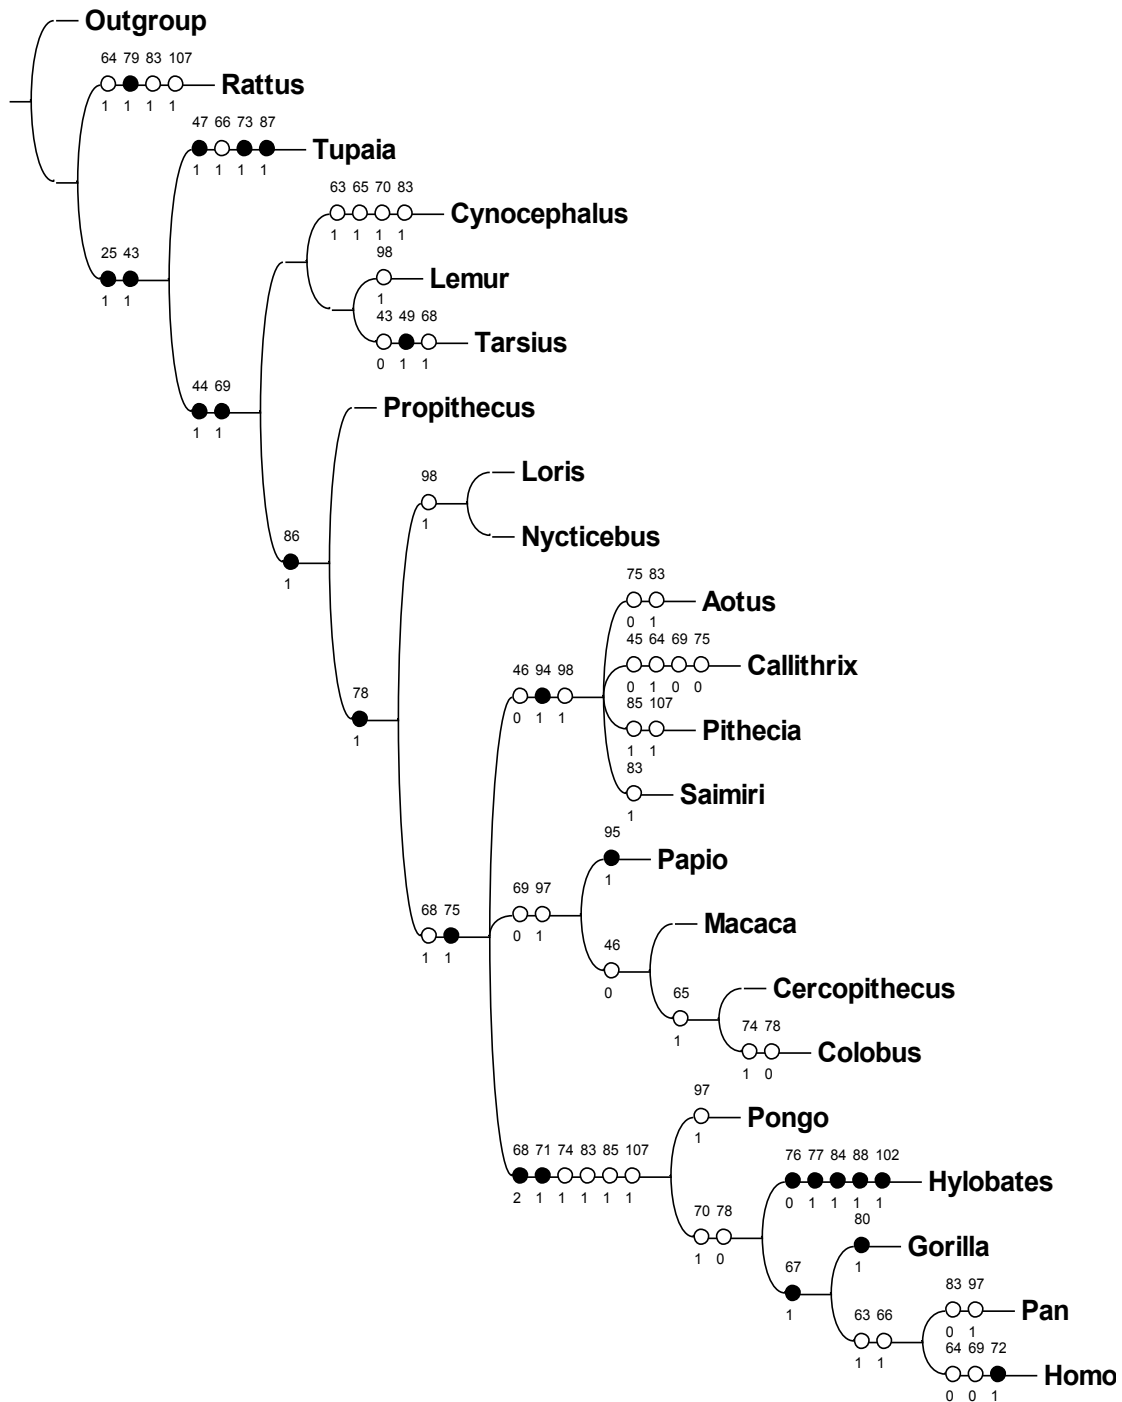 Outgroup
64 79 83 107
Rattus
1 1 1 1
47 66 73 87
Tupaia
1 1 1 1
63 65 70 83
Cynocephalus
1 1 1 1
25 43
98
Lemur
1 1
1
43 49 68
Tarsius
0 1 1
44 69
Propithecus
1 1
98
Loris
1
Nycticebus
86
1
75 83
Aotus
0 1
46 94 98
45 64 69 75
Callithrix
0 1 0 0
78
0 1 1
85 107
Pithecia
1
1 1
83
Saimiri
1
95
Papio
1
69 97
Macaca
0 1
68 75
46
1 1
0
65
Cercopithecus
1
74 78
Colobus
1 0
97
Pongo
1
68 71 74 83 85 107
76 77 84 88 102
Hylobates
2 1 1 1 1 1
0 1 1 1 1
70 78
80
Gorilla
1 0
1
67
83 97
Pan
1
63 66
0 1
1 1
64 69 72
Homo
0 0 1